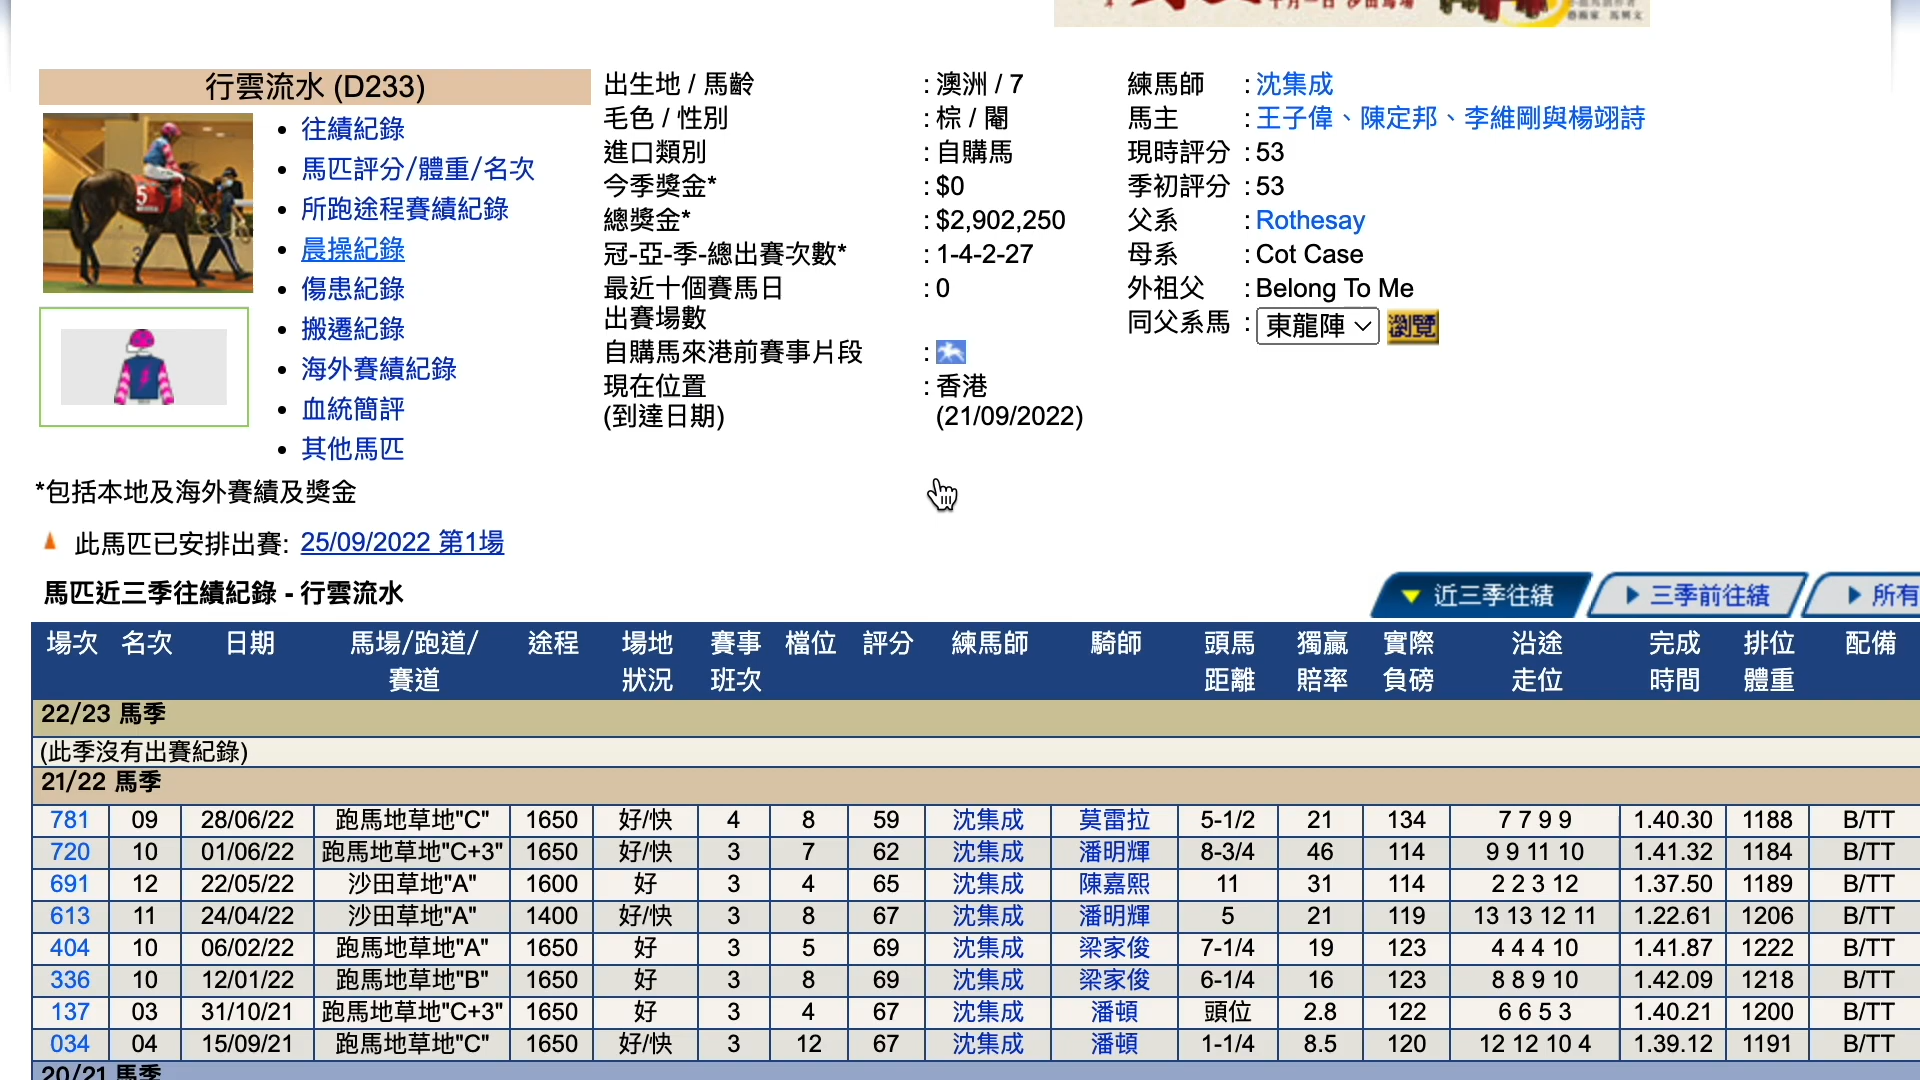 行雲流水 (D233)
往績紀錄
馬匹評分/體重/名次
所跑途程賽績紀錄
晨操紀錄
傷患紀錄
搬遷紀錄
海外賽績紀錄
血統簡評
其他馬匹
出生地 / 馬齡 : 澳洲 / 7
毛色 / 性別 : 棕 / 閹
進口類別 : 自購馬
今季獎金* : $0
總獎金* : $2,902,250
冠-亞-季-總出賽次數* : 1-4-2-27
最近十個賽馬日 : 0
出賽場數
自購馬來港前賽事片段 :
現在位置 : 香港
(到達日期) (21/09/2022)
練馬師 : 沈集成
馬主 : 王子偉、陳定邦、李維剛與楊翊詩
現時評分 : 53
季初評分 : 53
父系 : Rothesay
母系 : Cot Case
外祖父 : Belong To Me
同父系馬 : 東龍陣 瀏覽
*包括本地及海外賽績及獎金
此馬匹已安排出賽: 25/09/2022 第1場
馬匹近三季往績紀錄 - 行雲流水
近三季往績 三季前往績 所有
場次 名次 日期 馬場/跑道/ 途程 場地 賽事 檔位 評分 練馬師 騎師 頭馬 獨贏 實際 沿途 完成 排位 配備
賽道 狀況 班次 距離 賠率 負磅 走位 時間 體重
22/23 馬季
(此季沒有出賽紀錄)
21/22 馬季
781 09 28/06/22 跑馬地草地"C" 1650 好/快 4 8 59 沈集成 莫雷拉 5-1/2 21 134 7 7 9 9 1.40.30 1188 B/TT
720 10 01/06/22 跑馬地草地"C+3" 1650 好/快 3 7 62 沈集成 潘明輝 8-3/4 46 114 9 9 11 10 1.41.32 1184 B/TT
691 12 22/05/22 沙田草地"A" 1600 好 3 4 65 沈集成 陳嘉熙 11 31 114 2 2 3 12 1.37.50 1189 B/TT
613 11 24/04/22 沙田草地"A" 1400 好/快 3 8 67 沈集成 潘明輝 5 21 119 13 13 12 11 1.22.61 1206 B/TT
404 10 06/02/22 跑馬地草地"A" 1650 好 3 5 69 沈集成 梁家俊 7-1/4 19 123 4 4 4 10 1.41.87 1222 B/TT
336 10 12/01/22 跑馬地草地"B" 1650 好 3 8 69 沈集成 梁家俊 6-1/4 16 123 8 8 9 10 1.42.09 1218 B/TT
137 03 31/10/21 跑馬地草地"C+3" 1650 好 3 4 67 沈集成 潘頓 頭位 2.8 122 6 6 5 3 1.40.21 1200 B/TT
034 04 15/09/21 跑馬地草地"C" 1650 好/快 3 12 67 沈集成 潘頓 1-1/4 8.5 120 12 12 10 4 1.39.12 1191 B/TT
20/21 馬季